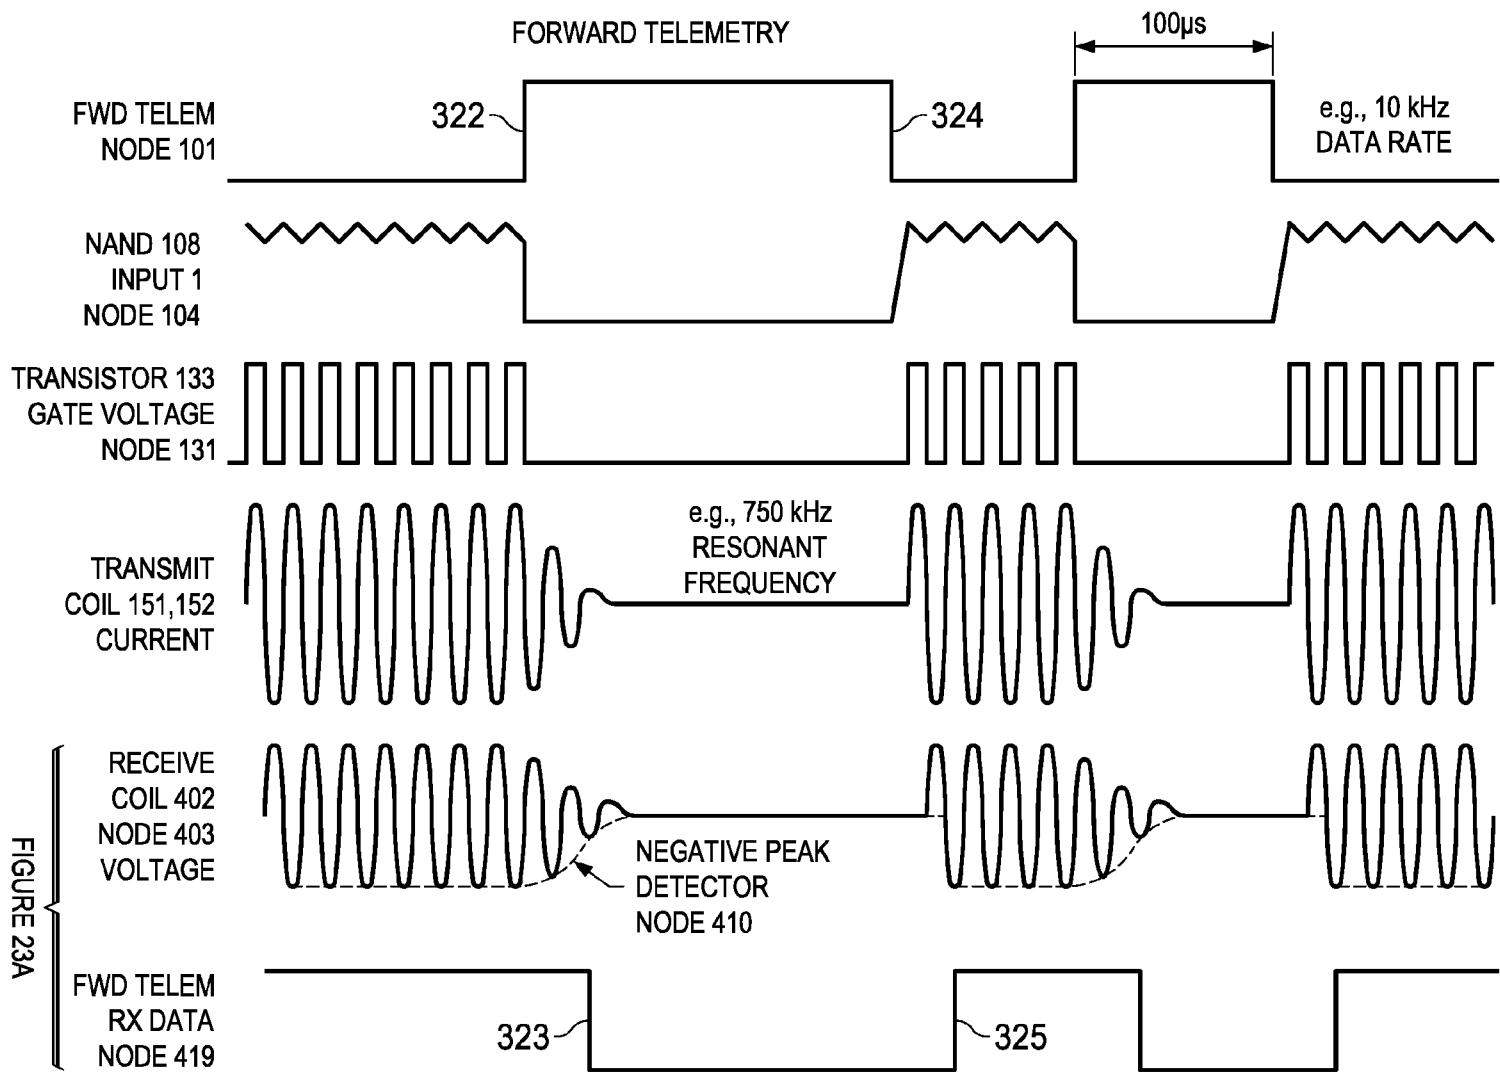 FORWARD TELEMETRY
100µs
FWD TELEM
NODE 101
322
324
e.g., 10 kHz
DATA RATE
NAND 108
INPUT 1
NODE 104
TRANSISTOR 133
GATE VOLTAGE
NODE 131
e.g., 750 kHz
RESONANT
FREQUENCY
TRANSMIT
COIL 151,152
CURRENT
RECEIVE
COIL 402
NODE 403
VOLTAGE
NEGATIVE PEAK
DETECTOR
NODE 410
FIGURE 23A
FWD TELEM
RX DATA
NODE 419
323
325